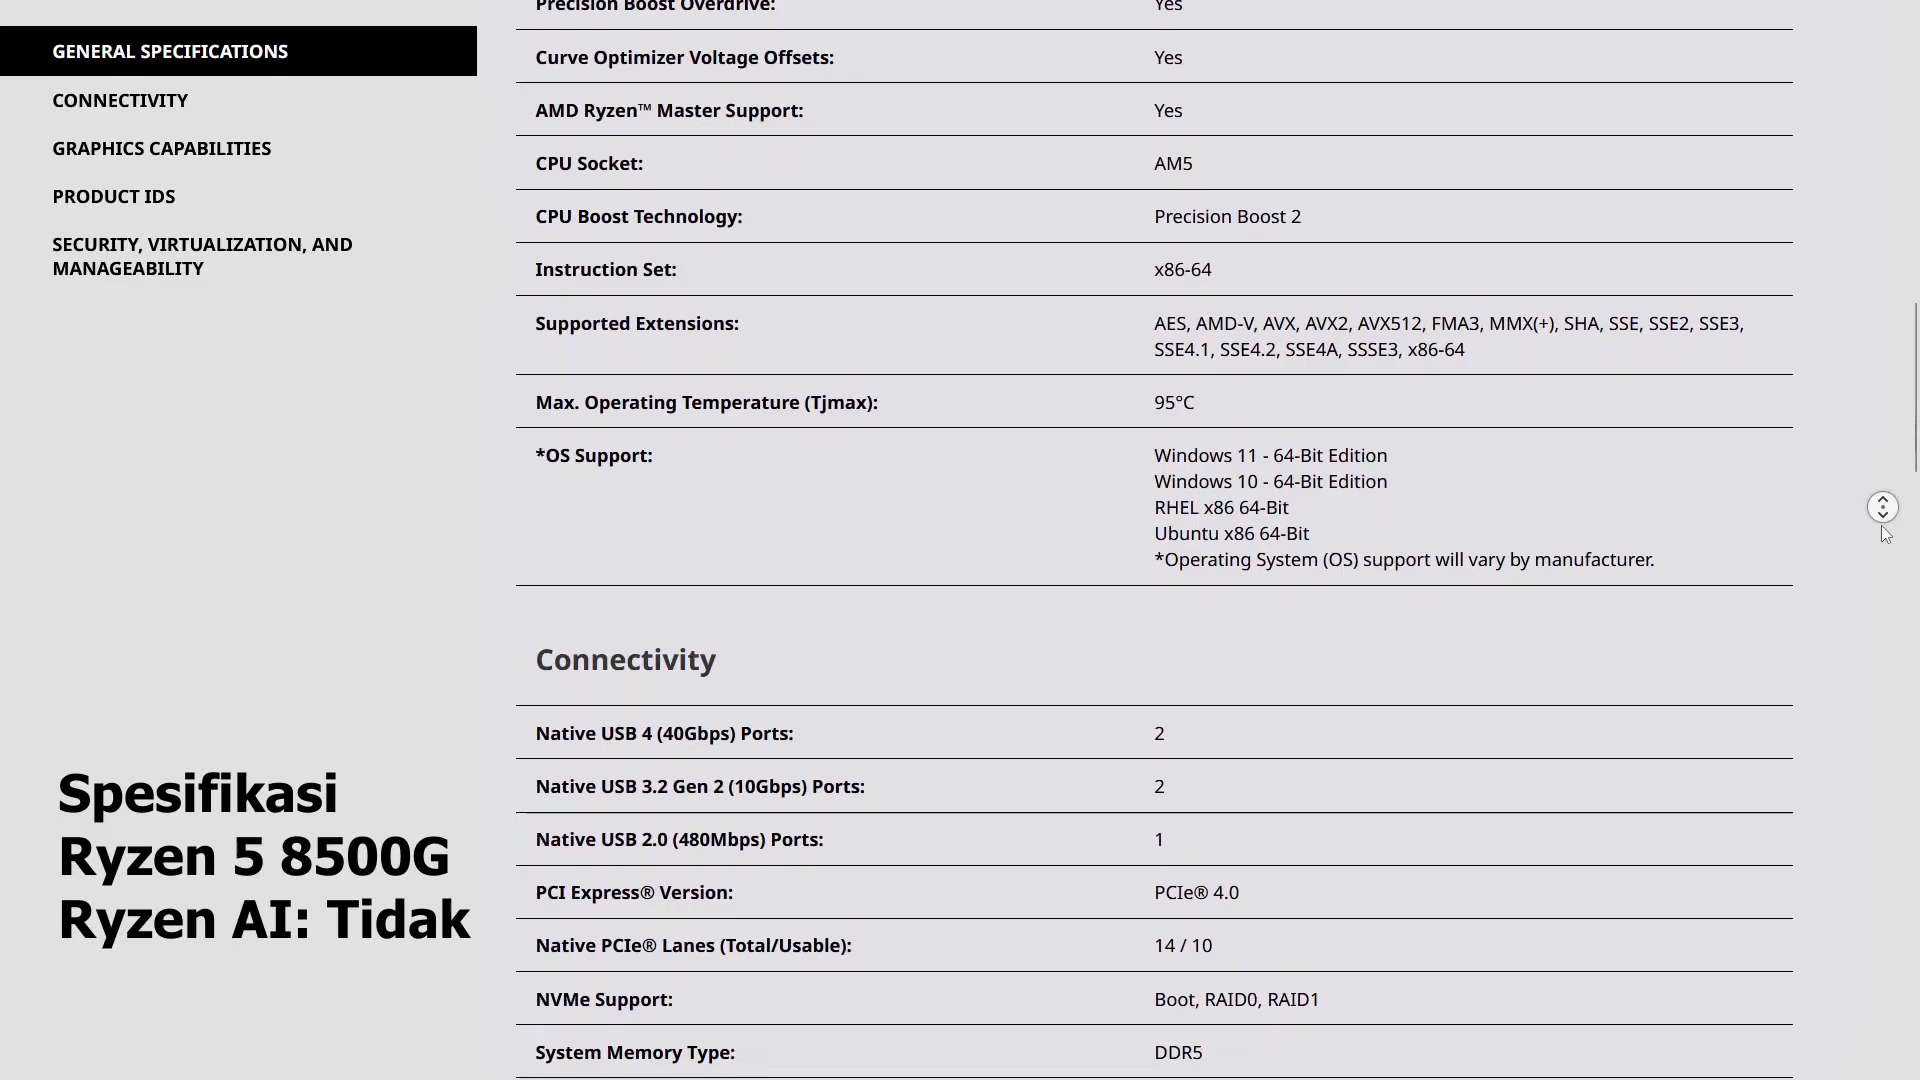 GENERAL SPECIFICATIONS
CONNECTIVITY
GRAPHICS CAPABILITIES
PRODUCT IDS
SECURITY, VIRTUALIZATION, AND
MANAGEABILITY
Precision Boost Overdrive: Yes
Curve Optimizer Voltage Offsets: Yes
AMD Ryzen™ Master Support: Yes
CPU Socket: AM5
CPU Boost Technology: Precision Boost 2
Instruction Set: x86-64
Supported Extensions: AES, AMD-V, AVX, AVX2, AVX512, FMA3, MMX(+), SHA, SSE, SSE2, SSE3,
SSE4.1, SSE4.2, SSE4A, SSSE3, x86-64
Max. Operating Temperature (Tjmax): 95°C
*OS Support: Windows 11 - 64-Bit Edition
Windows 10 - 64-Bit Edition
RHEL x86 64-Bit
Ubuntu x86 64-Bit
*Operating System (OS) support will vary by manufacturer.
Connectivity
Native USB 4 (40Gbps) Ports: 2
Native USB 3.2 Gen 2 (10Gbps) Ports: 2
Native USB 2.0 (480Mbps) Ports: 1
PCI Express® Version: PCIe® 4.0
Native PCIe® Lanes (Total/Usable): 14 / 10
NVMe Support: Boot, RAID0, RAID1
System Memory Type: DDR5
Spesifikasi
Ryzen 5 8500G
Ryzen AI: Tidak